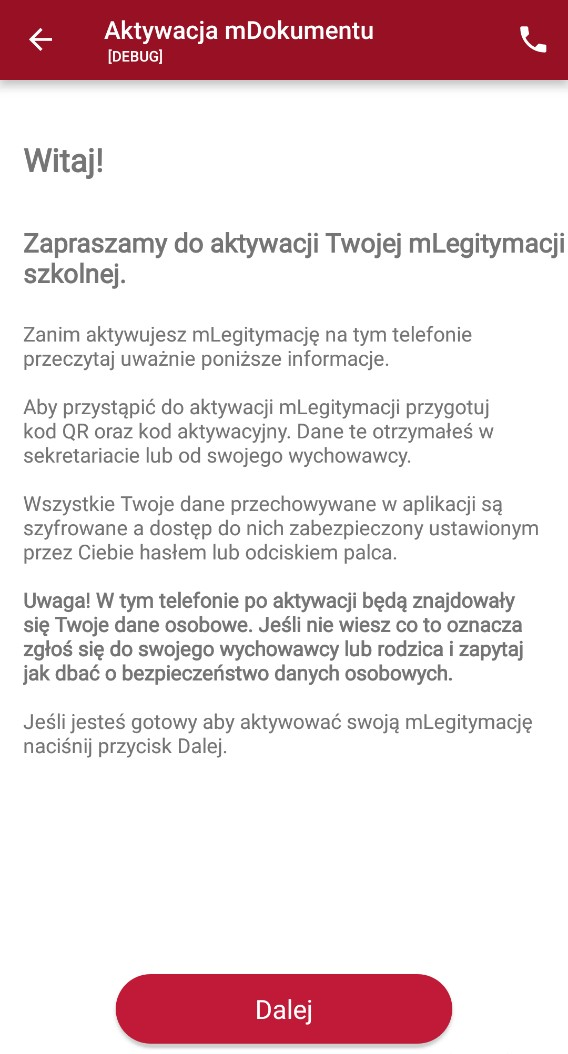 Aktywacja mDokumentu
[DEBUG]
Witaj!
Zapraszamy do aktywacji Twojej mLegitymacji
szkolnej.
Zanim aktywujesz mLegitymację na tym telefonie
przeczytaj uważnie poniższe informacje.
Aby przystąpić do aktywacji mLegitymacji przygotuj
kod QR oraz kod aktywacyjny. Dane te otrzymałeś w
sekretariacie lub od swojego wychowawcy.
Wszystkie Twoje dane przechowywane w aplikacji są
szyfrowane a dostęp do nich zabezpieczony ustawionym
przez Ciebie hasłem lub odciskiem palca.
Uwaga! W tym telefonie po aktywacji będą znajdowały
się Twoje dane osobowe. Jeśli nie wiesz co to oznacza
zgłoś się do swojego wychowawcy lub rodzica i zapytaj
jak dbać o bezpieczeństwo danych osobowych.
Jeśli jesteś gotowy aby aktywować swoją mLegitymację
naciśnij przycisk Dalej.
Dalej